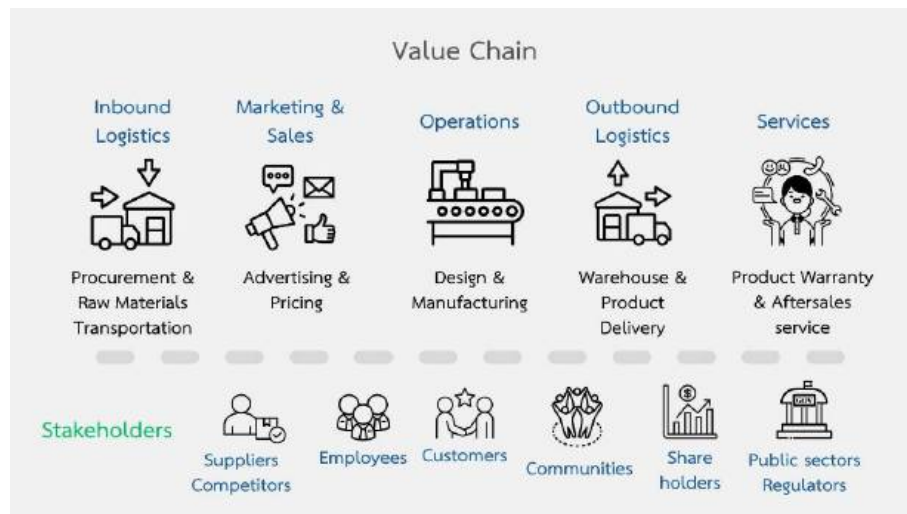 Value Chain
Inbound
Logistics
Marketing &
Sales
Operations
Outbound
Logistics
Services
Procurement &
Raw Materials
Transportation
Advertising &
Pricing
Design &
Manufacturing
Warehouse &
Product
Delivery
Product Warranty
& Aftersales
service
Stakeholders
Suppliers
Competitors
Employees
Customers
Communities
Share
holders
GOV
Public sectors
Regulators